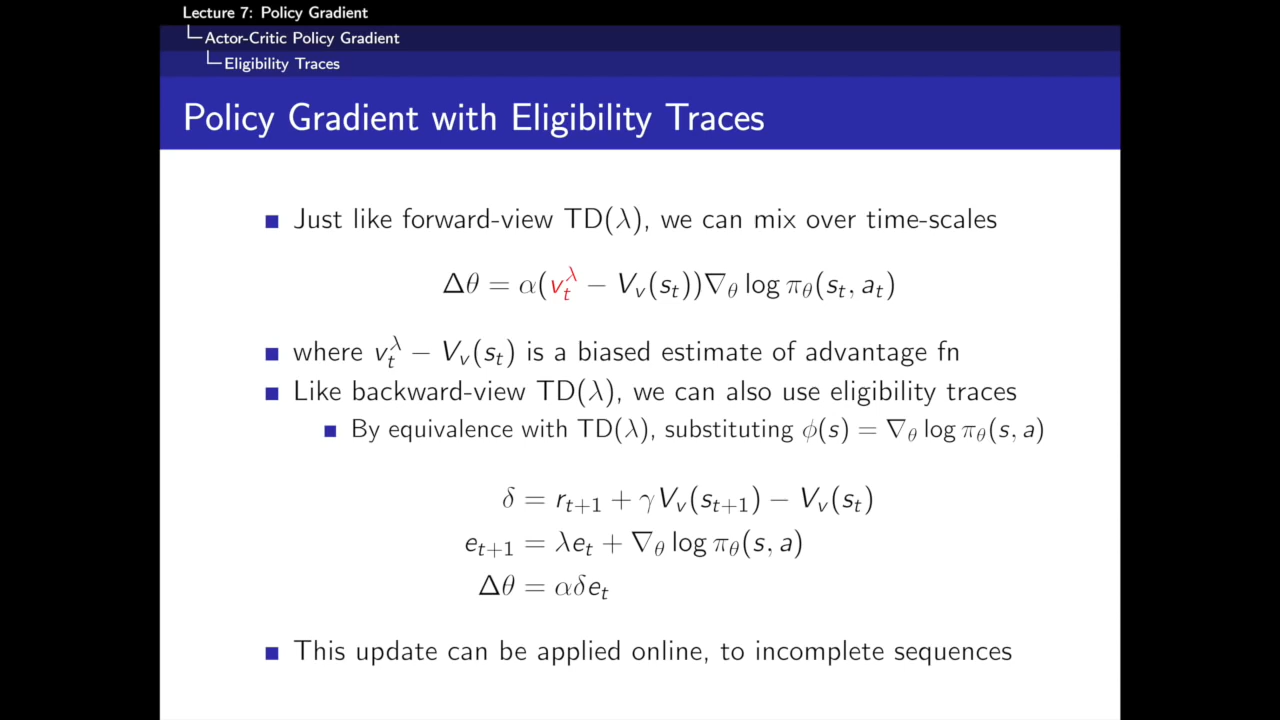 Lecture 7: Policy Gradient
Actor-Critic Policy Gradient
Eligibility Traces
Policy Gradient with Eligibility Traces
Just like forward-view TD(λ), we can mix over time-scales
Δθ = α(v_t^λ − V_v(s_t))∇_θ log π_θ(s_t, a_t)
where v_t^λ − V_v(s_t) is a biased estimate of advantage fn
Like backward-view TD(λ), we can also use eligibility traces
By equivalence with TD(λ), substituting ϕ(s) = ∇_θ log π_θ(s, a)
δ = r_{t+1} + γV_v(s_{t+1}) − V_v(s_t)
e_{t+1} = λe_t + ∇_θ log π_θ(s, a)
Δθ = αδe_t
This update can be applied online, to incomplete sequences